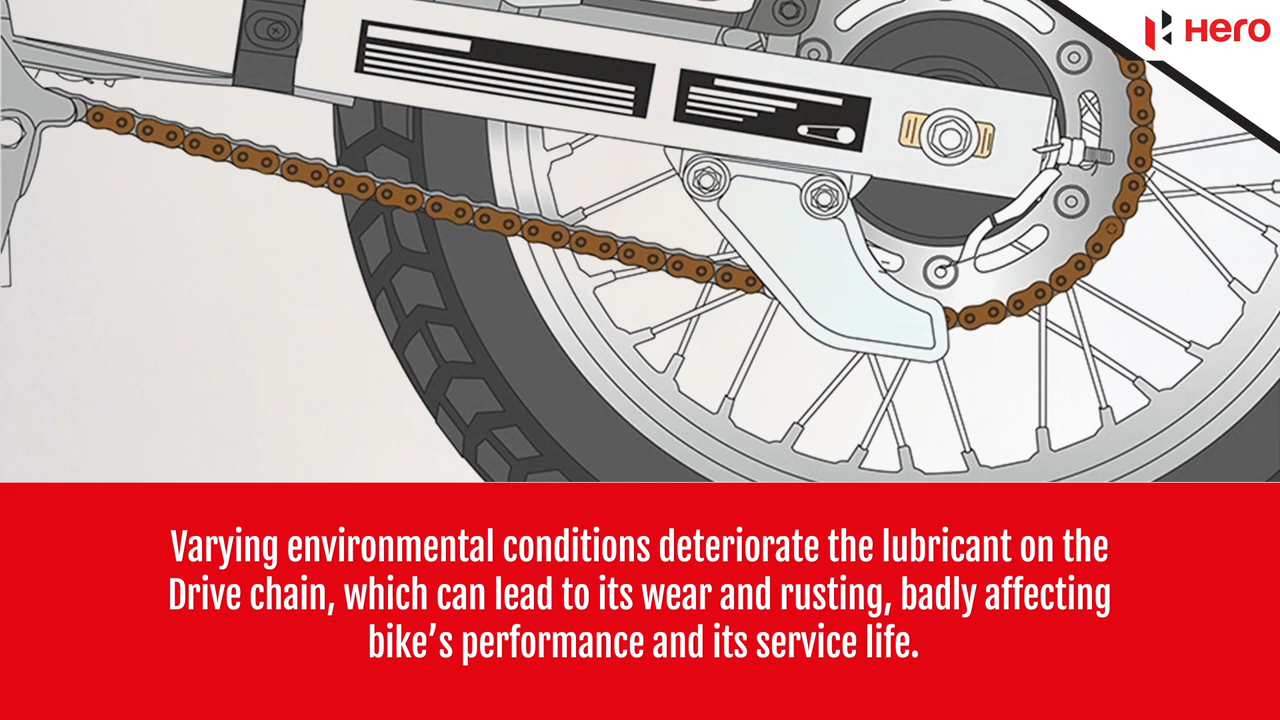 Hero
Varying environmental conditions deteriorate the lubricant on the
Drive chain, which can lead to its wear and rusting, badly affecting
bike’s performance and its service life.